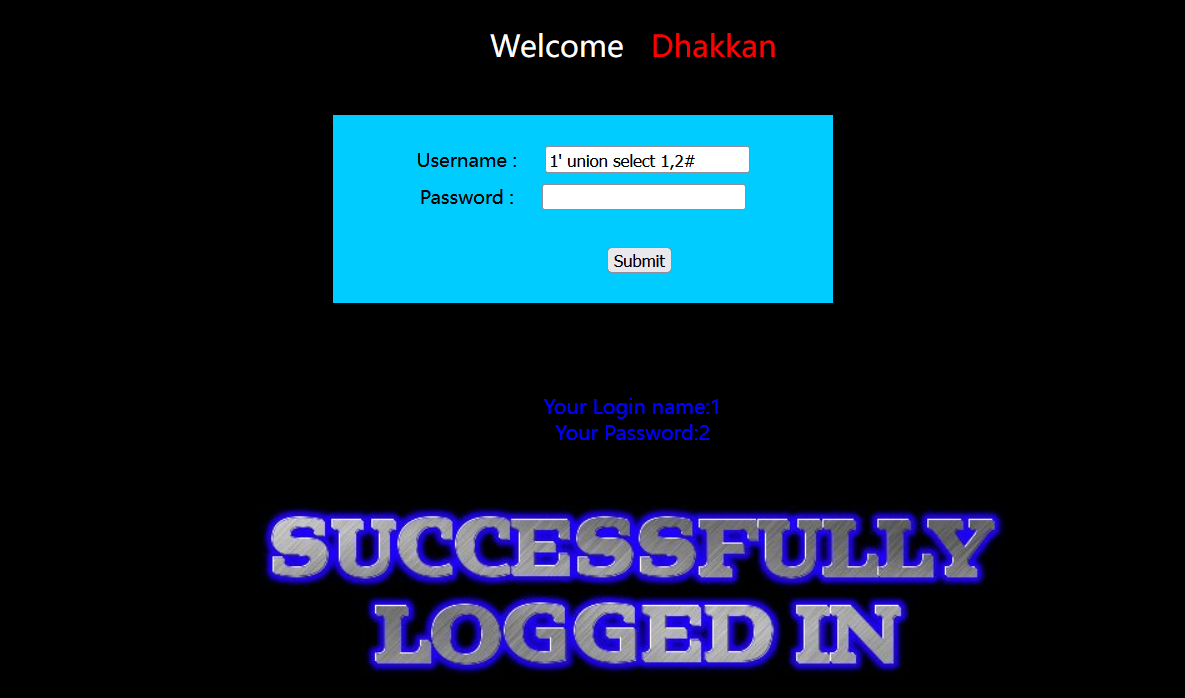 Welcome Dhakkan
Username : 1' union select 1,2#
Password :
Submit
Your Login name:1
Your Password:2
SUCCESSFULLY
LOGGED IN